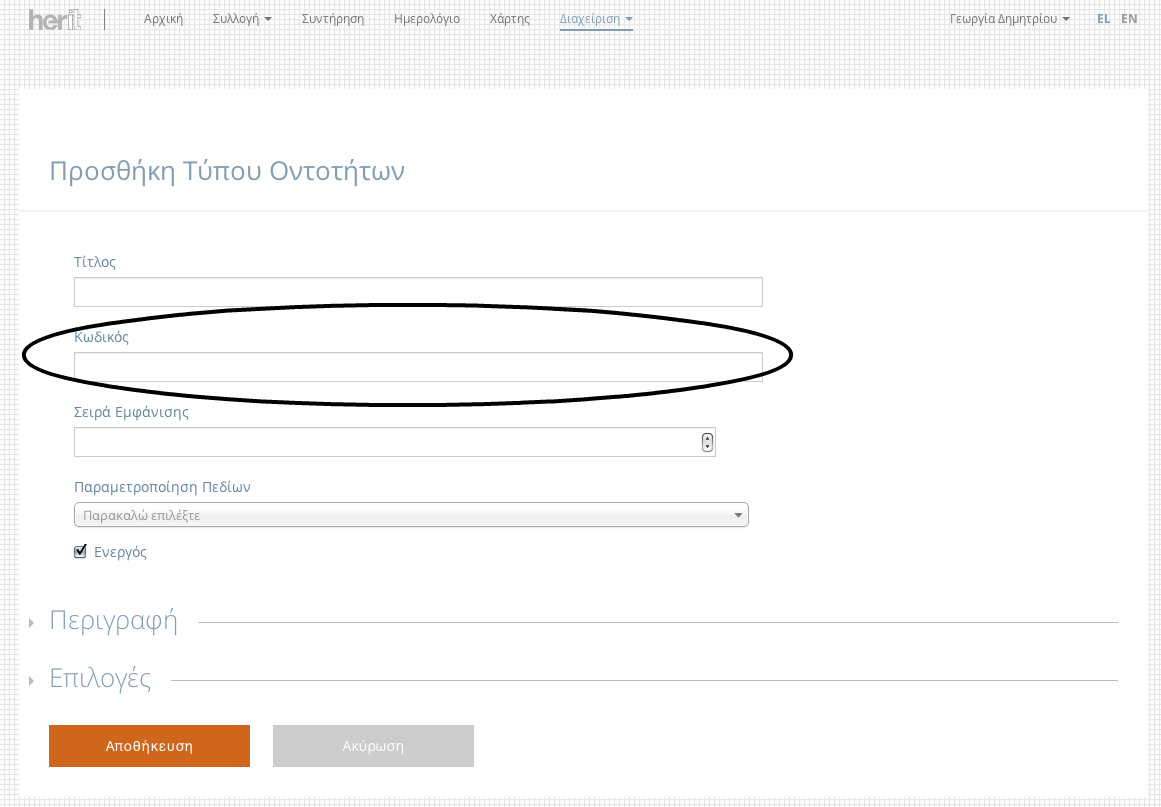 herit Αρχική Συλλογή Συντήρηση Ημερολόγιο Χάρτης Διαχείριση Γεωργία Δημητρίου EL EN
Προσθήκη Τύπου Οντοτήτων
Τίτλος
Κωδικός
Σειρά Εμφάνισης
Παραμετροποίηση Πεδίων
Παρακαλώ επιλέξτε
Ενεργός
Περιγραφή
Επιλογές
Αποθήκευση Ακύρωση